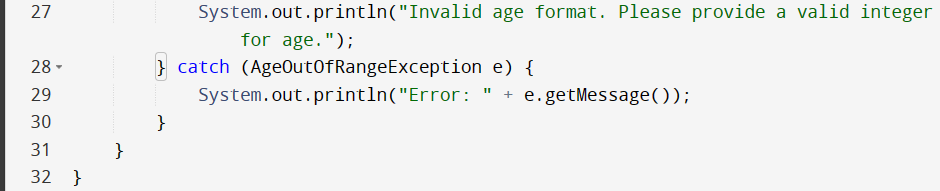 27 System.out.println("Invalid age format. Please provide a valid integer
for age.");
28 } catch (AgeOutOfRangeException e) {
29 System.out.println("Error: " + e.getMessage());
30 }
31 }
32 }